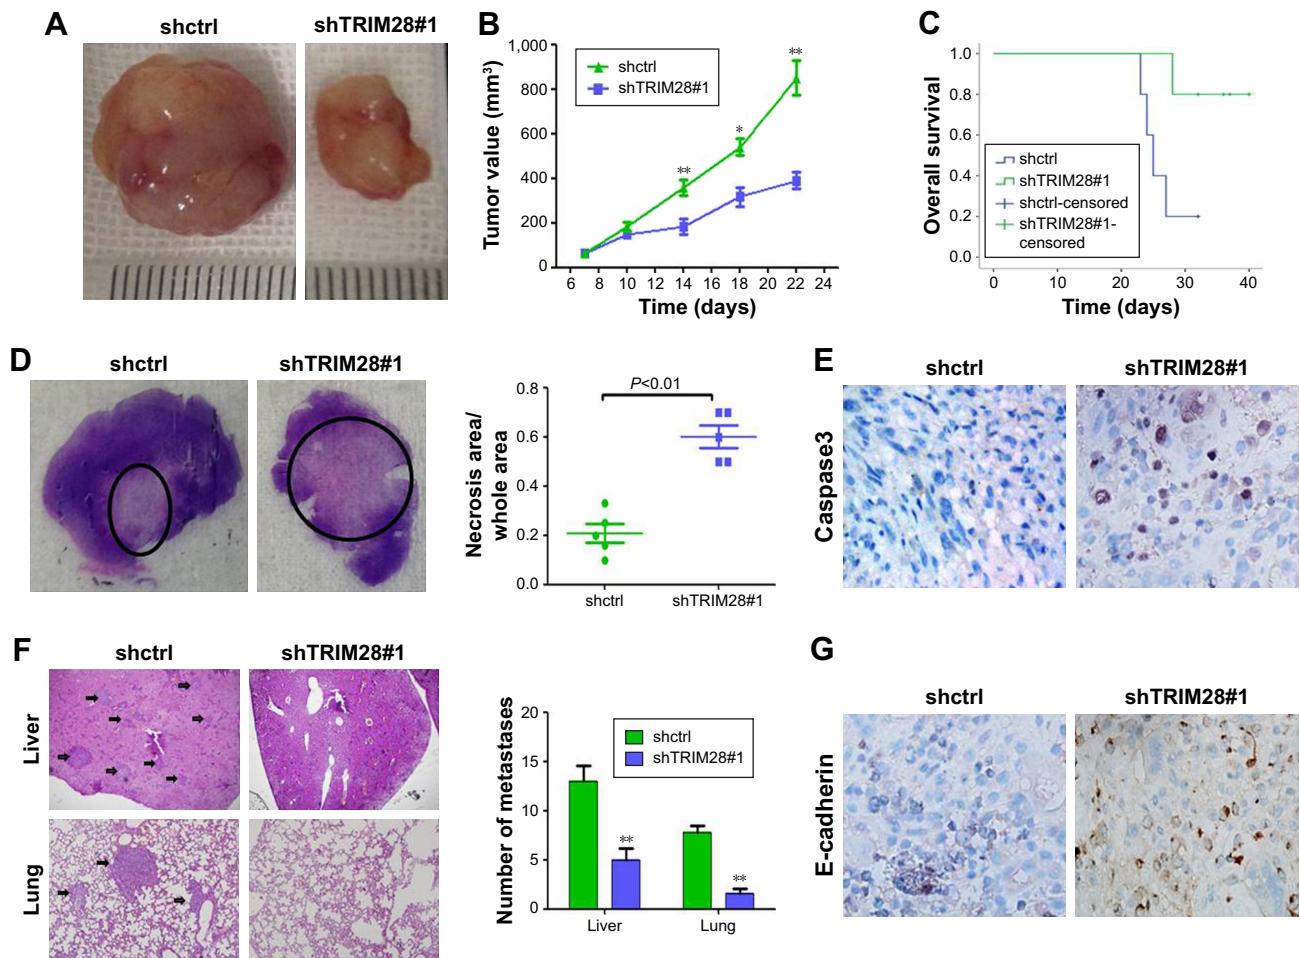 A
shctrl
shTRIM28#1
B
Tumor value (mm³)
1,000
800
600
400
200
0
shctrl
shTRIM28#1
**
*
**
6 8 10 12 14 16 18 20 22 24
Time (days)
C
Overall survival
1.0
0.8
0.6
0.4
0.2
0.0
shctrl
shTRIM28#1
shctrl-censored
shTRIM28#1-
censored
0 10 20 30 40
Time (days)
D
shctrl
shTRIM28#1
Necrosis area/
whole area
0.8
0.6
0.4
0.2
0.0
P<0.01
shctrl
shTRIM28#1
E
shctrl
shTRIM28#1
Caspase3
F
shctrl
shTRIM28#1
Liver
Lung
Number of metastases
20
15
10
5
0
shctrl
shTRIM28#1
**
**
Liver
Lung
G
shctrl
shTRIM28#1
E-cadherin